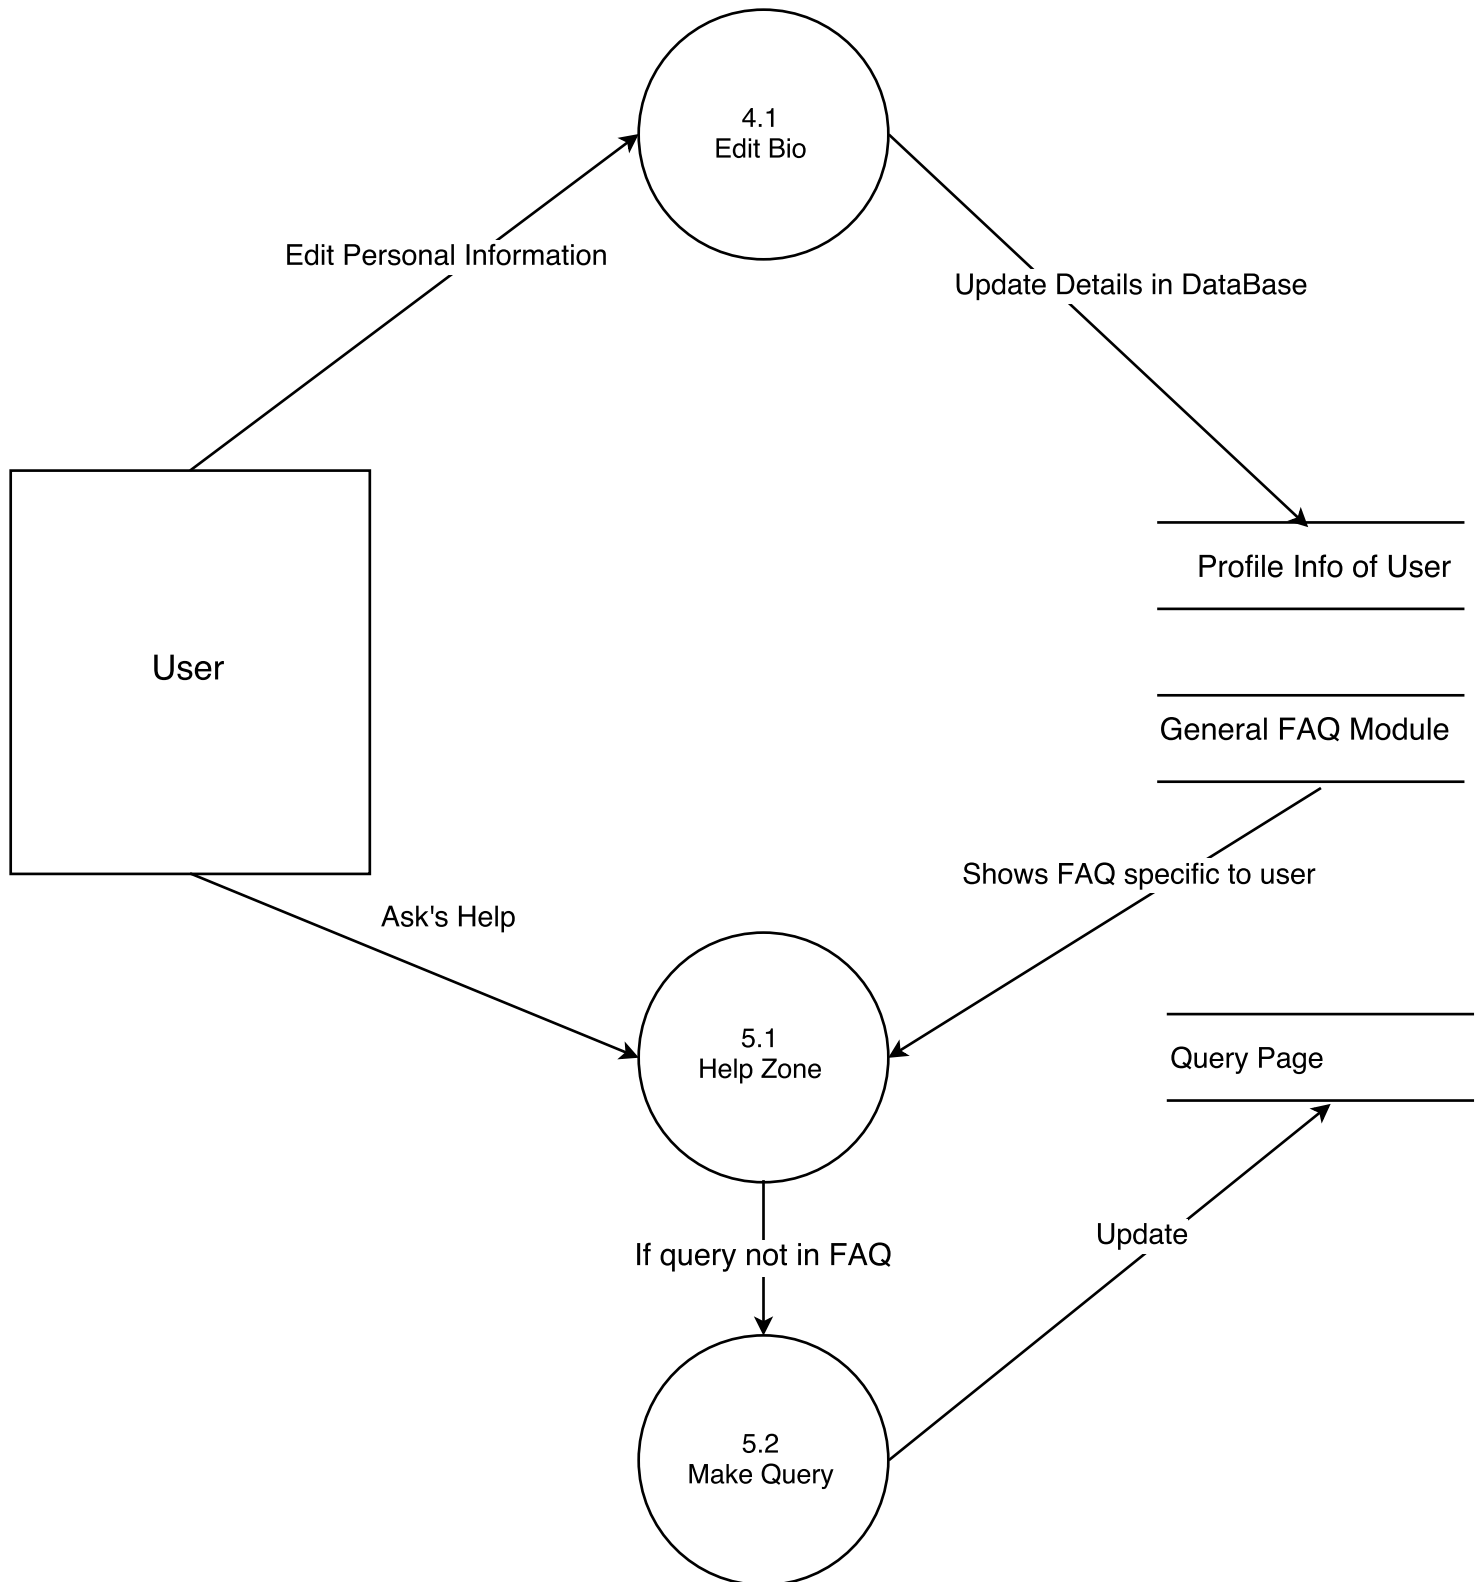 4.1
Edit Bio
Edit Personal Information
Update Details in DataBase
Profile Info of User
User
General FAQ Module
Shows FAQ specific to user
Ask's Help
5.1
Help Zone
Query Page
If query not in FAQ
Update
5.2
Make Query